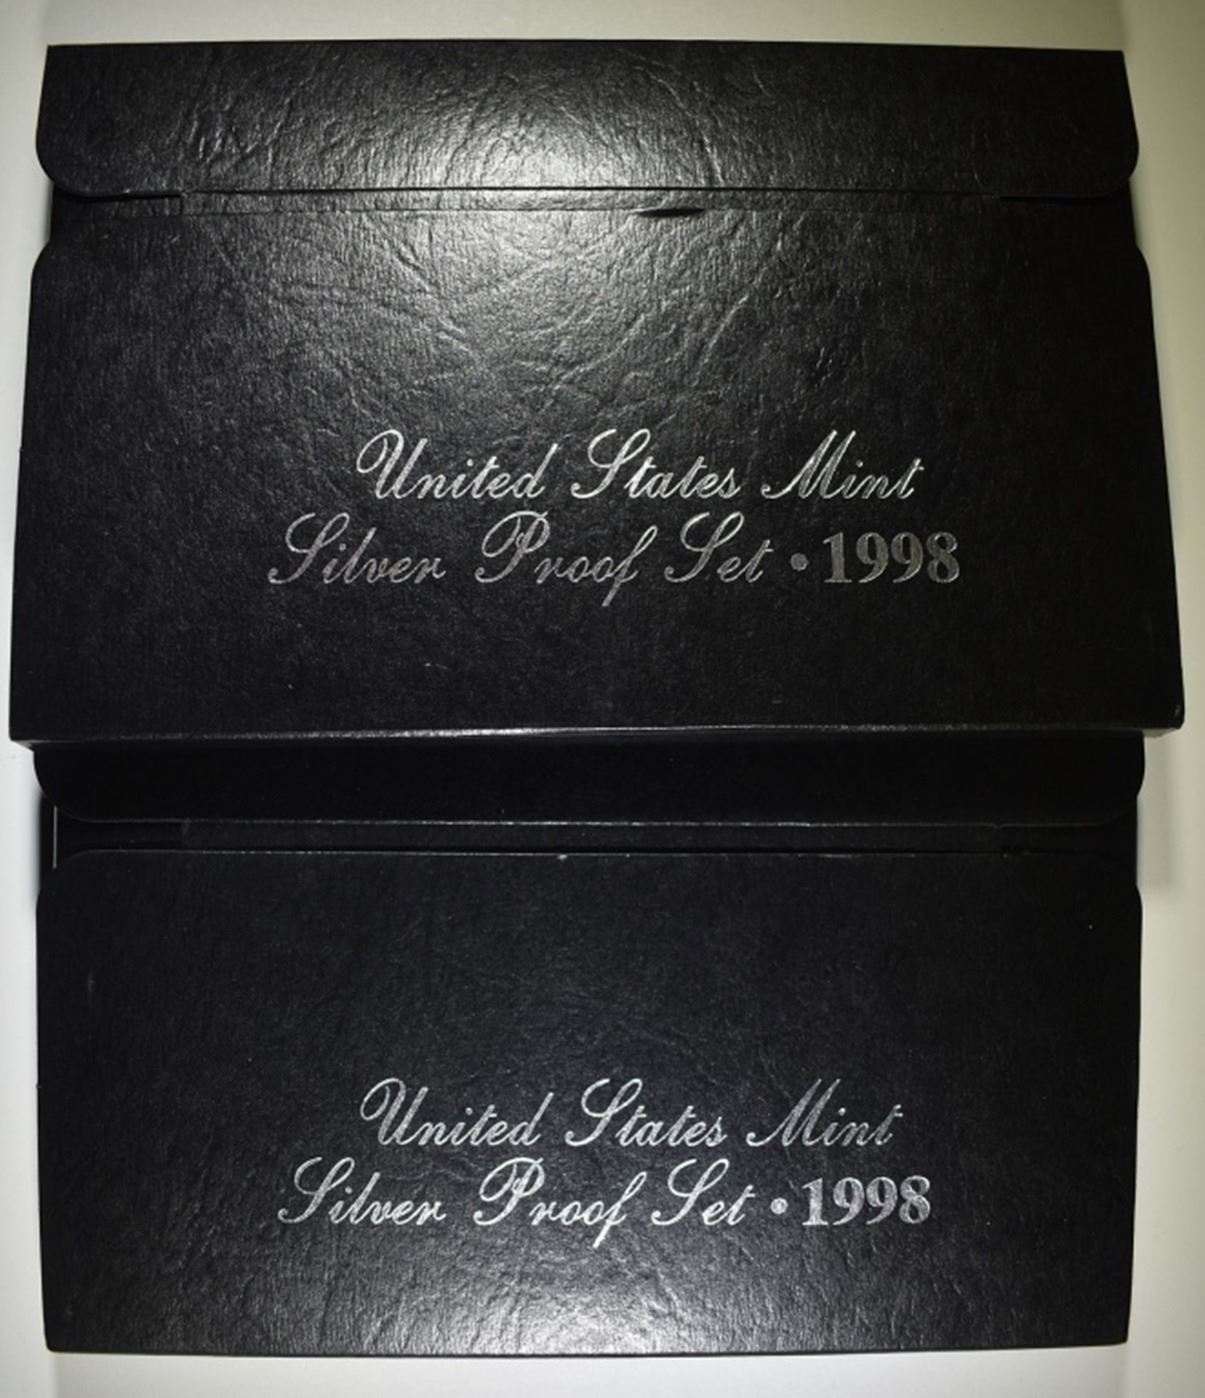 United States Mint
Silver Proof Set • 1998
United States Mint
Silver Proof Set • 1998